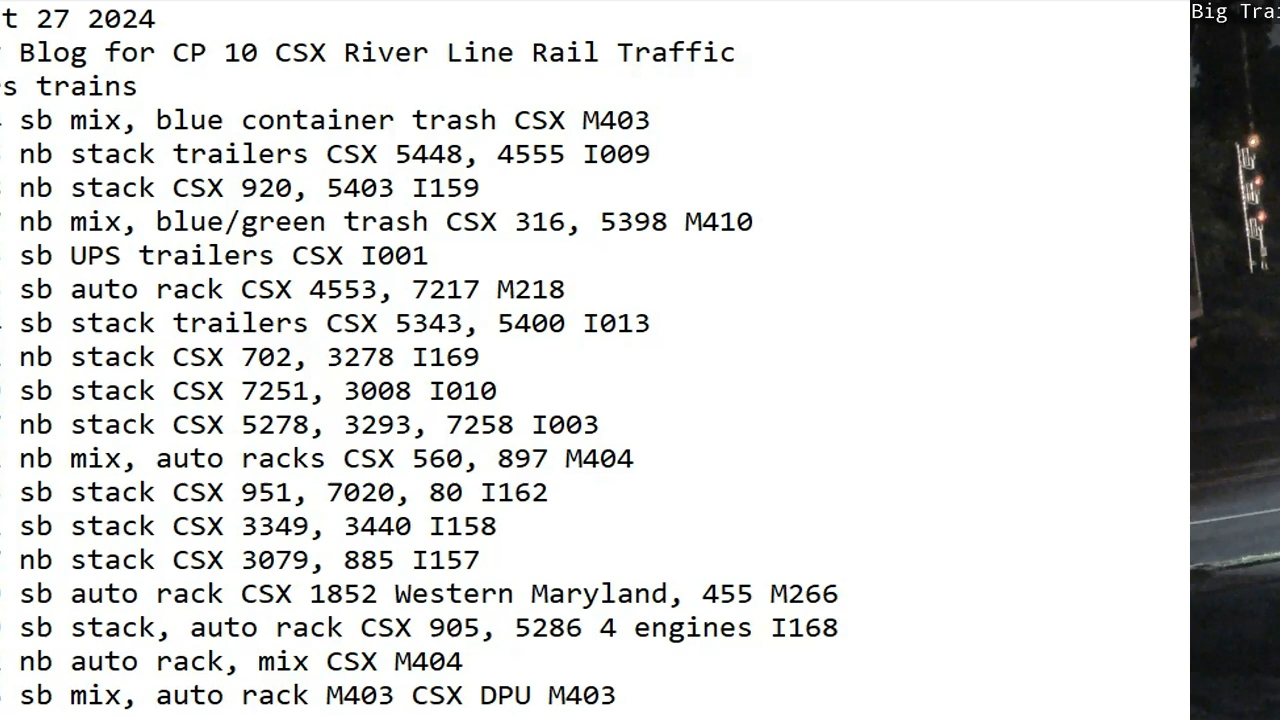 t 27 2024
Blog for CP 10 CSX River Line Rail Traffic
s trains
sb mix, blue container trash CSX M403
nb stack trailers CSX 5448, 4555 I009
nb stack CSX 920, 5403 I159
nb mix, blue/green trash CSX 316, 5398 M410
sb UPS trailers CSX I001
sb auto rack CSX 4553, 7217 M218
sb stack trailers CSX 5343, 5400 I013
nb stack CSX 702, 3278 I169
sb stack CSX 7251, 3008 I010
nb stack CSX 5278, 3293, 7258 I003
nb mix, auto racks CSX 560, 897 M404
sb stack CSX 951, 7020, 80 I162
sb stack CSX 3349, 3440 I158
nb stack CSX 3079, 885 I157
sb auto rack CSX 1852 Western Maryland, 455 M266
sb stack, auto rack CSX 905, 5286 4 engines I168
nb auto rack, mix CSX M404
sb mix, auto rack M403 CSX DPU M403
Big Trai